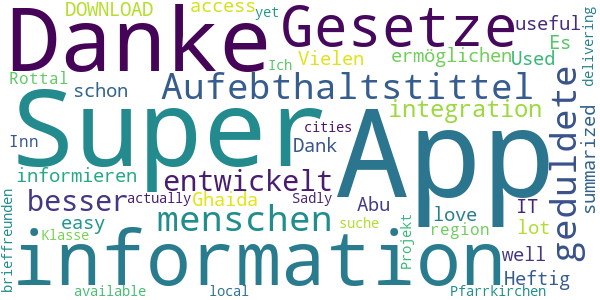 DOWNLOAD
access
yet
Danke
Gesetze
useful
delivering
Ich
Vielen
ermöglichen
Es
Used
Rottal
schon
Aufebthaltstittel
geduldete
summarized
Super
App
integration
Inn
cities
Dank
informieren
entwickelt
besser
actually
Ghaida
Sadly
Abu
IT
brieffreunden
easy
menschen
suche
love
lot
Klasse
Projekt
region
well
information
Heftig
available
local
Pfarrkirchen